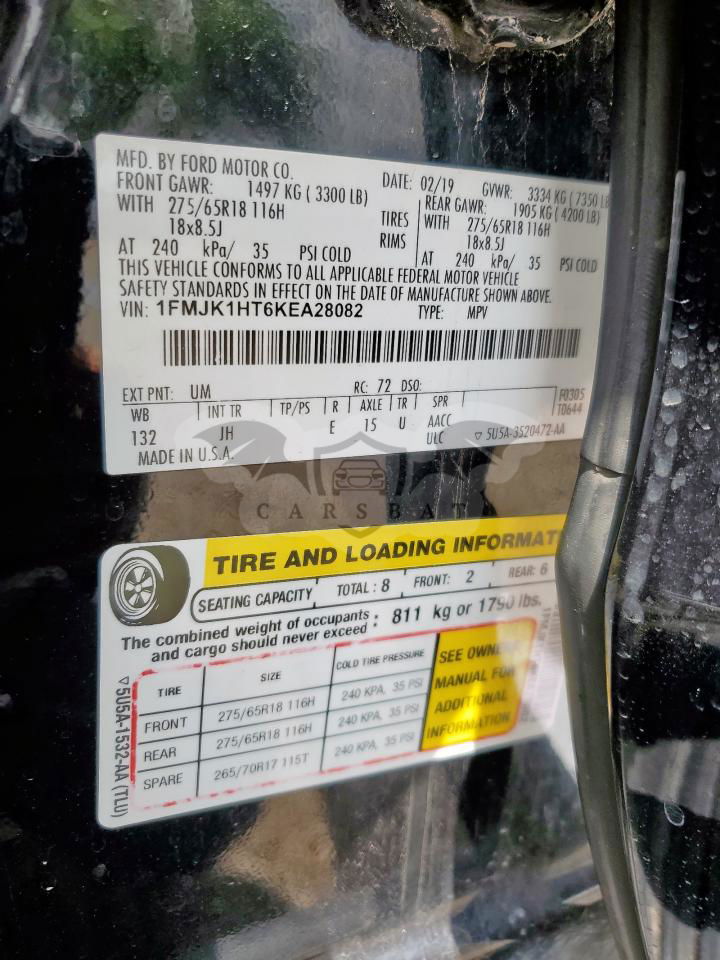 MFD. BY FORD MOTOR CO.
DATE: 02/19 GVWR: 3334 KG ( 7350 LB
FRONT GAWR: 1497 KG ( 3300 LB)
REAR GAWR: 1905 KG ( 4200 LB)
WITH 275/65R18 116H TIRES WITH 275/65R18 116H
18x8.5J RIMS 18x8.5J
AT 240 kPa/ 35 PSI COLD AT 240 kPa/ 35 PSI COLD
THIS VEHICLE CONFORMS TO ALL APPLICABLE FEDERAL MOTOR VEHICLE
SAFETY STANDARDS IN EFFECT ON THE DATE OF MANUFACTURE SHOWN ABOVE.
VIN: 1FMJK1HT6KEA28082 TYPE: MPV
EXT PNT: UM RC: 72 DSO: F0305
WB INT TR TP/PS R AXLE TR SPR T0644
132 JH E 15 U AACC
ULC ▽ 5U5A-3520472-AA
MADE IN U.S.A.
CARSBAT
TIRE AND LOADING INFORMAT
SEATING CAPACITY TOTAL : 8 FRONT: 2 REAR: 6
The combined weight of occupants
and cargo should never exceed : 811 kg or 1790 lbs.
TIRE SIZE COLD TIRE PRESSURE
FRONT 275/65R18 116H 240 KPA, 35 PSI
REAR 275/65R18 116H 240 KPA, 35 PSI
SPARE 265/70R17 115T 240 KPA, 35 PSI
SEE OWNER
MANUAL FOR
ADDITIONAL
INFORMATION
▽5U5A-1532-AA (TLU)